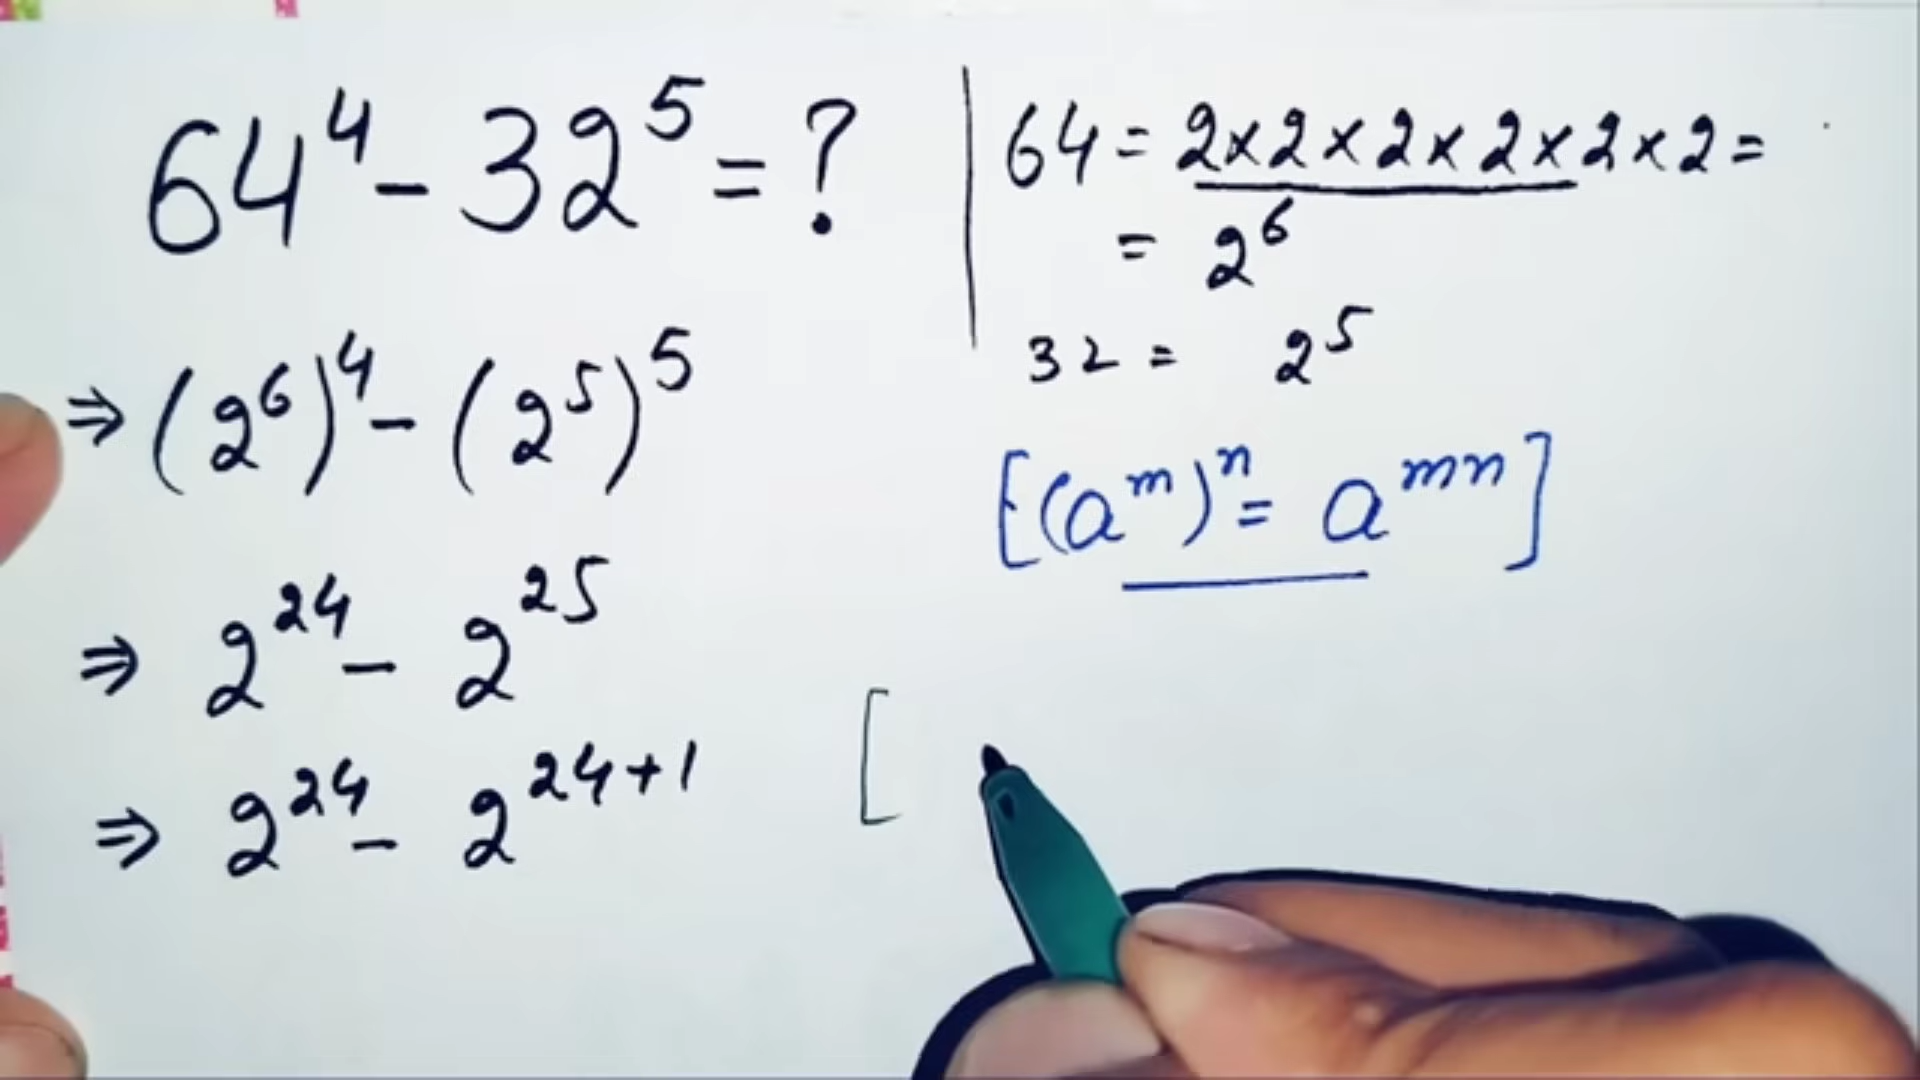 64⁴ - 32⁵ = ?
⇒ (2⁶)⁴ - (2⁵)⁵
⇒ 2²⁴ - 2²⁵
⇒ 2²⁴ - 2²⁴⁺¹
64 = 2×2×2×2×2×2 =
= 2⁶
32 = 2⁵
[(aᵐ)ⁿ = aᵐⁿ]
[